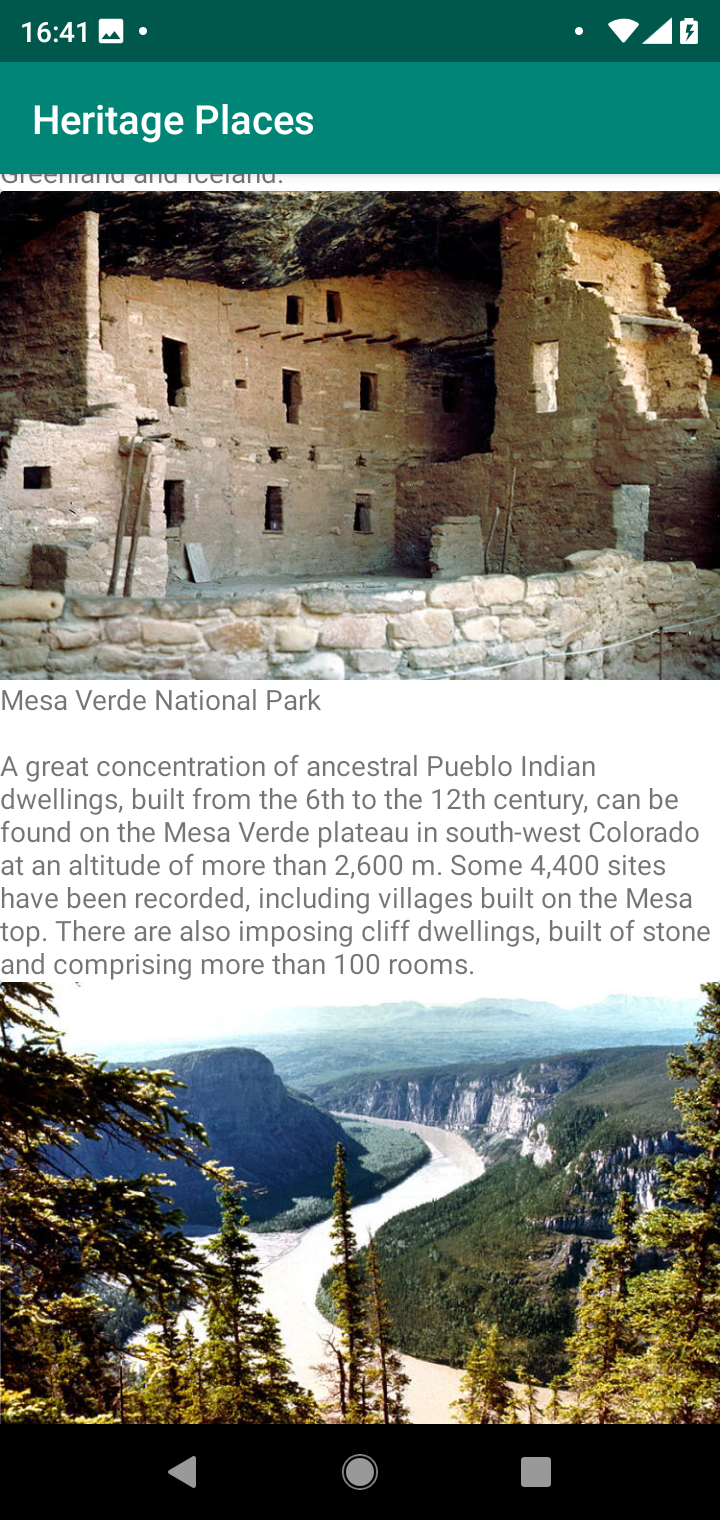 16:41
Heritage Places
Greenland and Iceland.
Mesa Verde National Park
A great concentration of ancestral Pueblo Indian
dwellings, built from the 6th to the 12th century, can be
found on the Mesa Verde plateau in south-west Colorado
at an altitude of more than 2,600 m. Some 4,400 sites
have been recorded, including villages built on the Mesa
top. There are also imposing cliff dwellings, built of stone
and comprising more than 100 rooms.